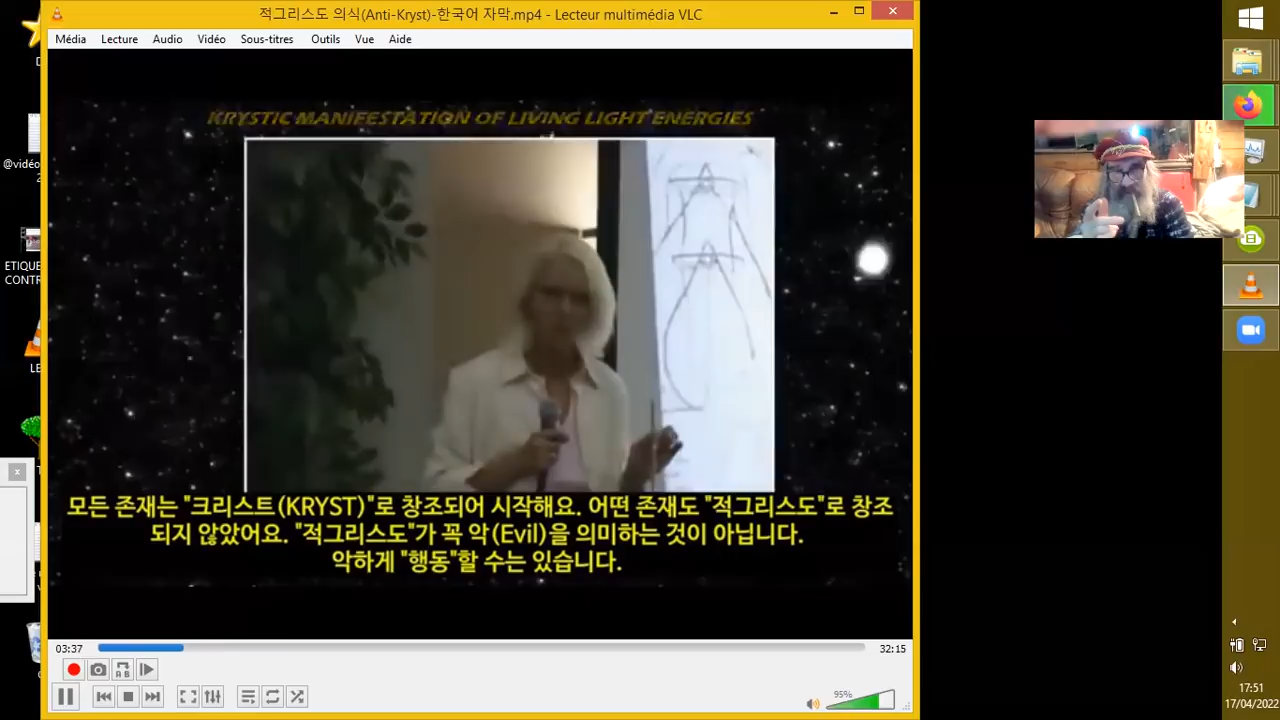 적그리스도 의식(Anti-Kryst)-한국어 자막.mp4 - Lecteur multimédia VLC
Média Lecture Audio Vidéo Sous-titres Outils Vue Aide
KRYSTIC MANIFESTATION OF LIVING LIGHT ENERGIES
@vidéo
2
ETIQUE
CONTR
LE
모든 존재는 "크리스트(KRYST)"로 창조되어 시작해요. 어떤 존재도 "적그리스도"로 창조
되지 않았어요. "적그리스도"가 꼭 악(Evil)을 의미하는 것이 아닙니다.
악하게 "행동"할 수는 있습니다.
03:37
32:15
95%
17:51
17/04/2022